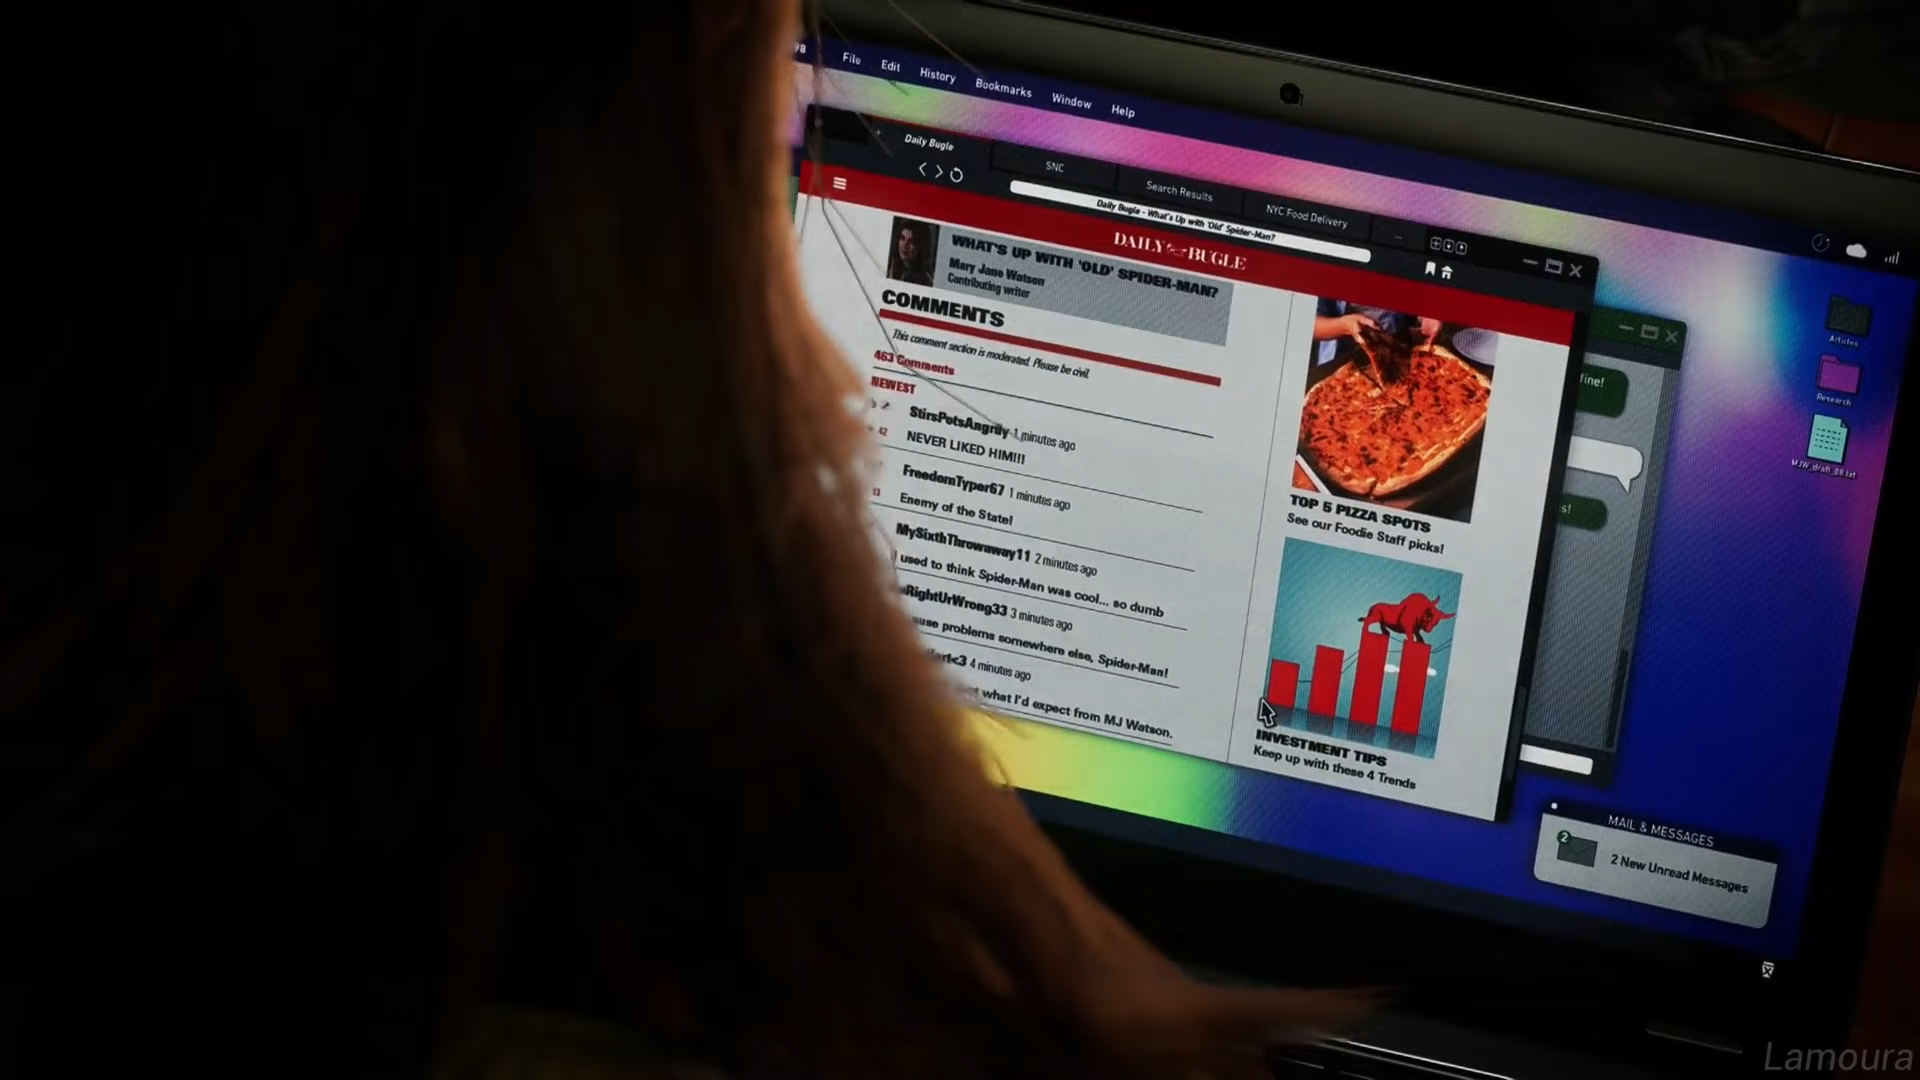 File Edit History Bookmarks Window Help
Daily Bugle
SNC
Search Results
NYC Food Delivery
Daily Bugle - What's Up with 'Old' Spider-Man?
DAILY BUGLE
WHAT'S UP WITH 'OLD' SPIDER-MAN?
Mary Jane Watson
Contributing writer
COMMENTS
This comment section is moderated. Please be civil.
463 Comments
NEWEST
StirsPotsAngrily 1 minutes ago
42
NEVER LIKED HIM!!!
FreedomTyper67 1 minutes ago
Enemy of the State!
MySixthThrowaway11 2 minutes ago
I used to think Spider-Man was cool... so dumb
RightUrWrong33 3 minutes ago
problems somewhere else, Spider-Man!
<3 4 minutes ago
what I'd expect from MJ Watson.
TOP 5 PIZZA SPOTS
See our Foodie Staff picks!
INVESTMENT TIPS
Keep up with these 4 Trends
fine!
s!
Articles
Research
MJW_draft_08.txt
MAIL & MESSAGES
2
2 New Unread Messages
Lamoura